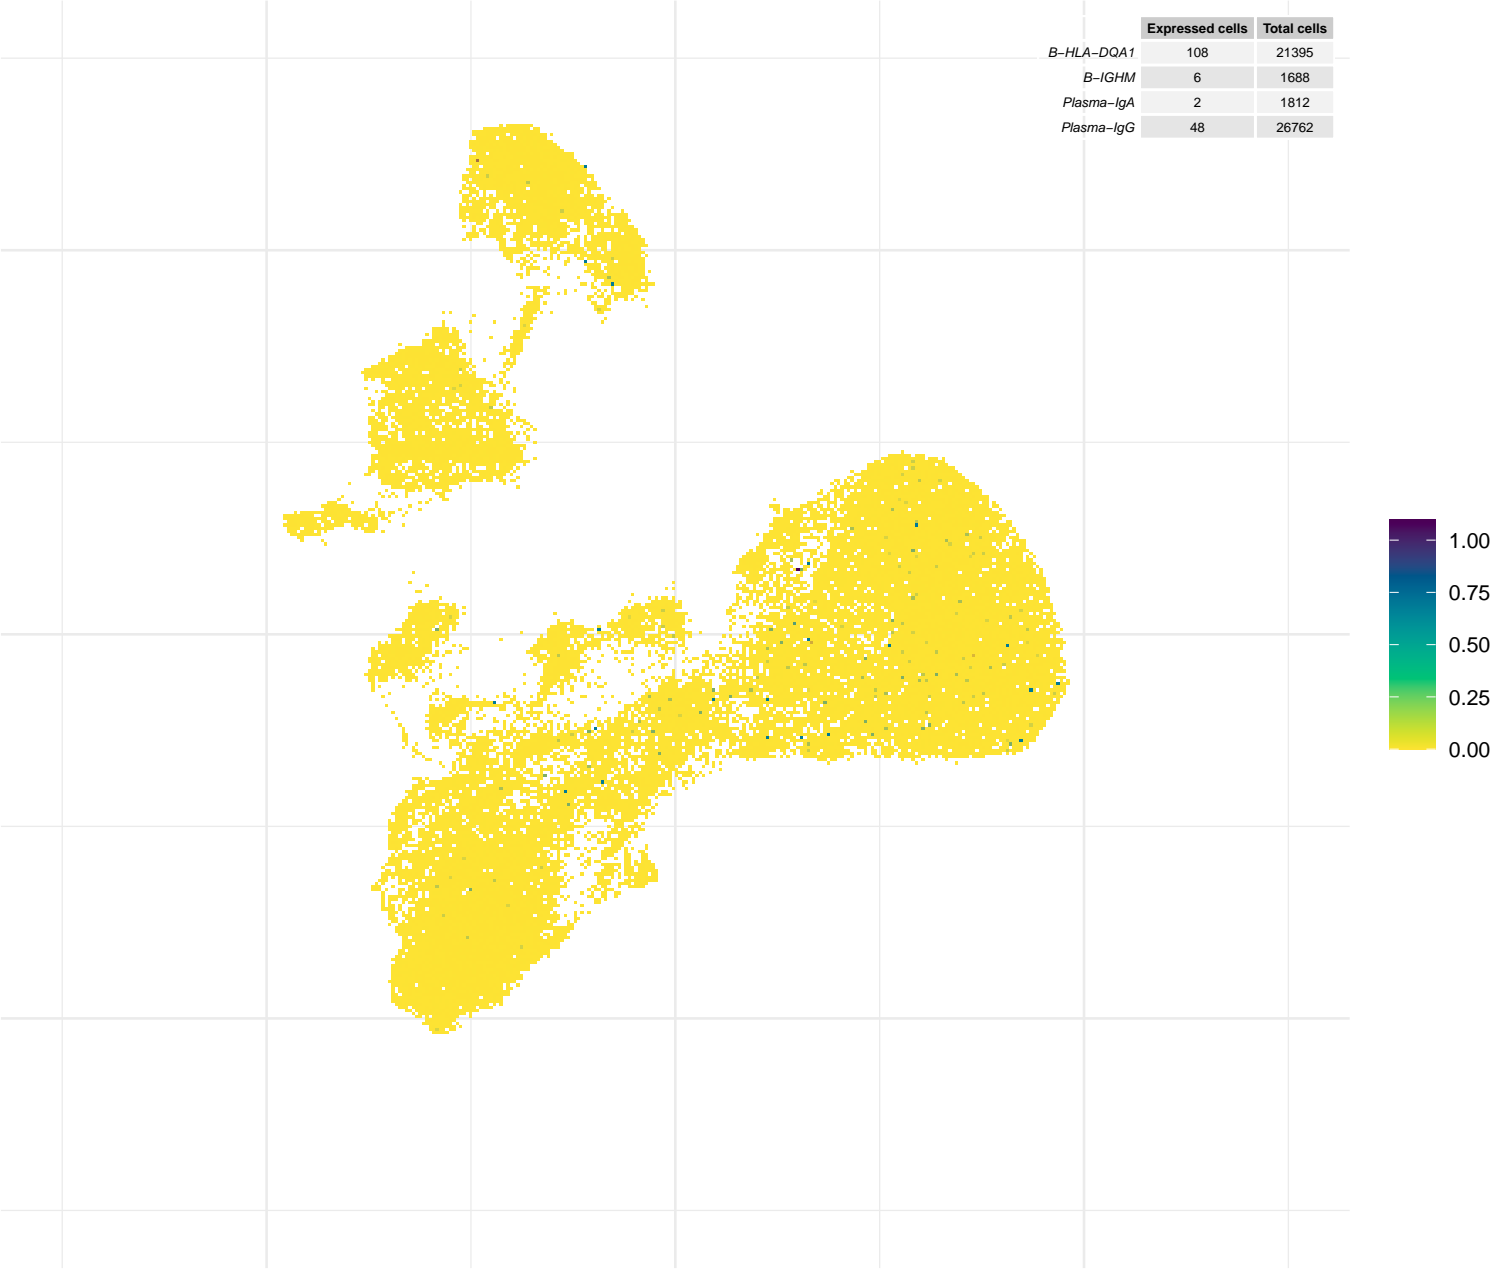 Expressed cells Total cells
B−HLA−DQA1 108 21395
B−IGHM 6 1688
Plasma−IgA 2 1812
Plasma−IgG 48 26762
1.00
0.75
0.50
0.25
0.00